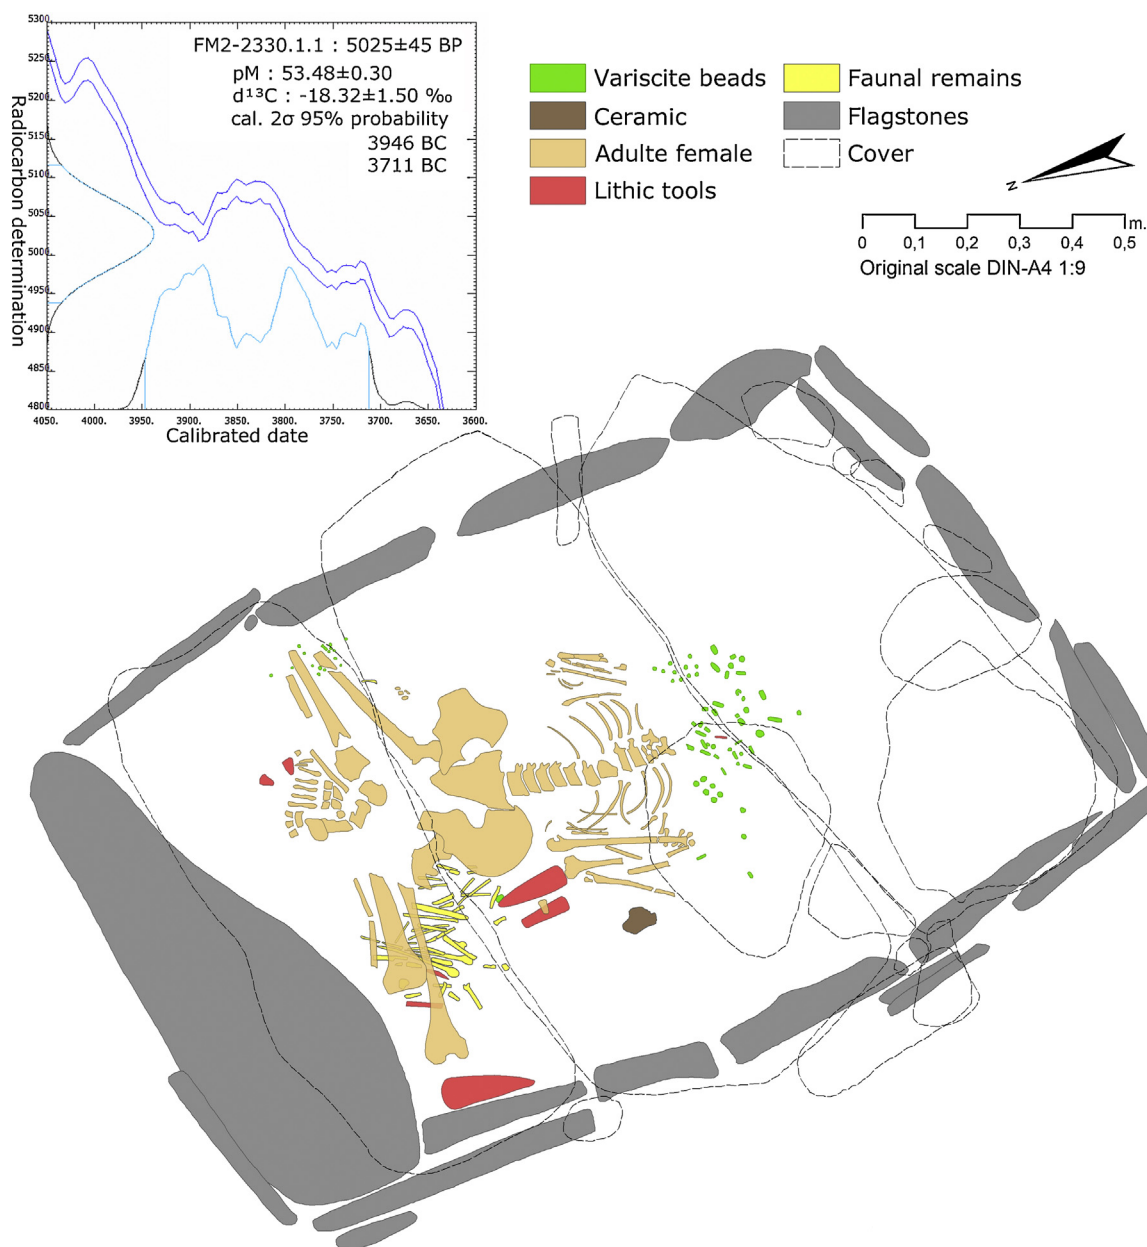 FM2-2330.1.1 : 5025±45 BP
pM : 53.48±0.30
d¹³C : -18.32±1.50 ‰
cal. 2σ 95% probability
3946 BC
3711 BC
Radiocarbon determination
5300
5250.
5200.
5150.
5100.
5050.
5000.
4950.
4900.
4850.
4800.
4050. 4000. 3950. 3900. 3850. 3800. 3750. 3700. 3650. 3600.
Calibrated date
Variscite beads
Ceramic
Adulte female
Lithic tools
Faunal remains
Flagstones
Cover
N
0 0,1 0,2 0,3 0,4 0,5 m.
Original scale DIN-A4 1:9